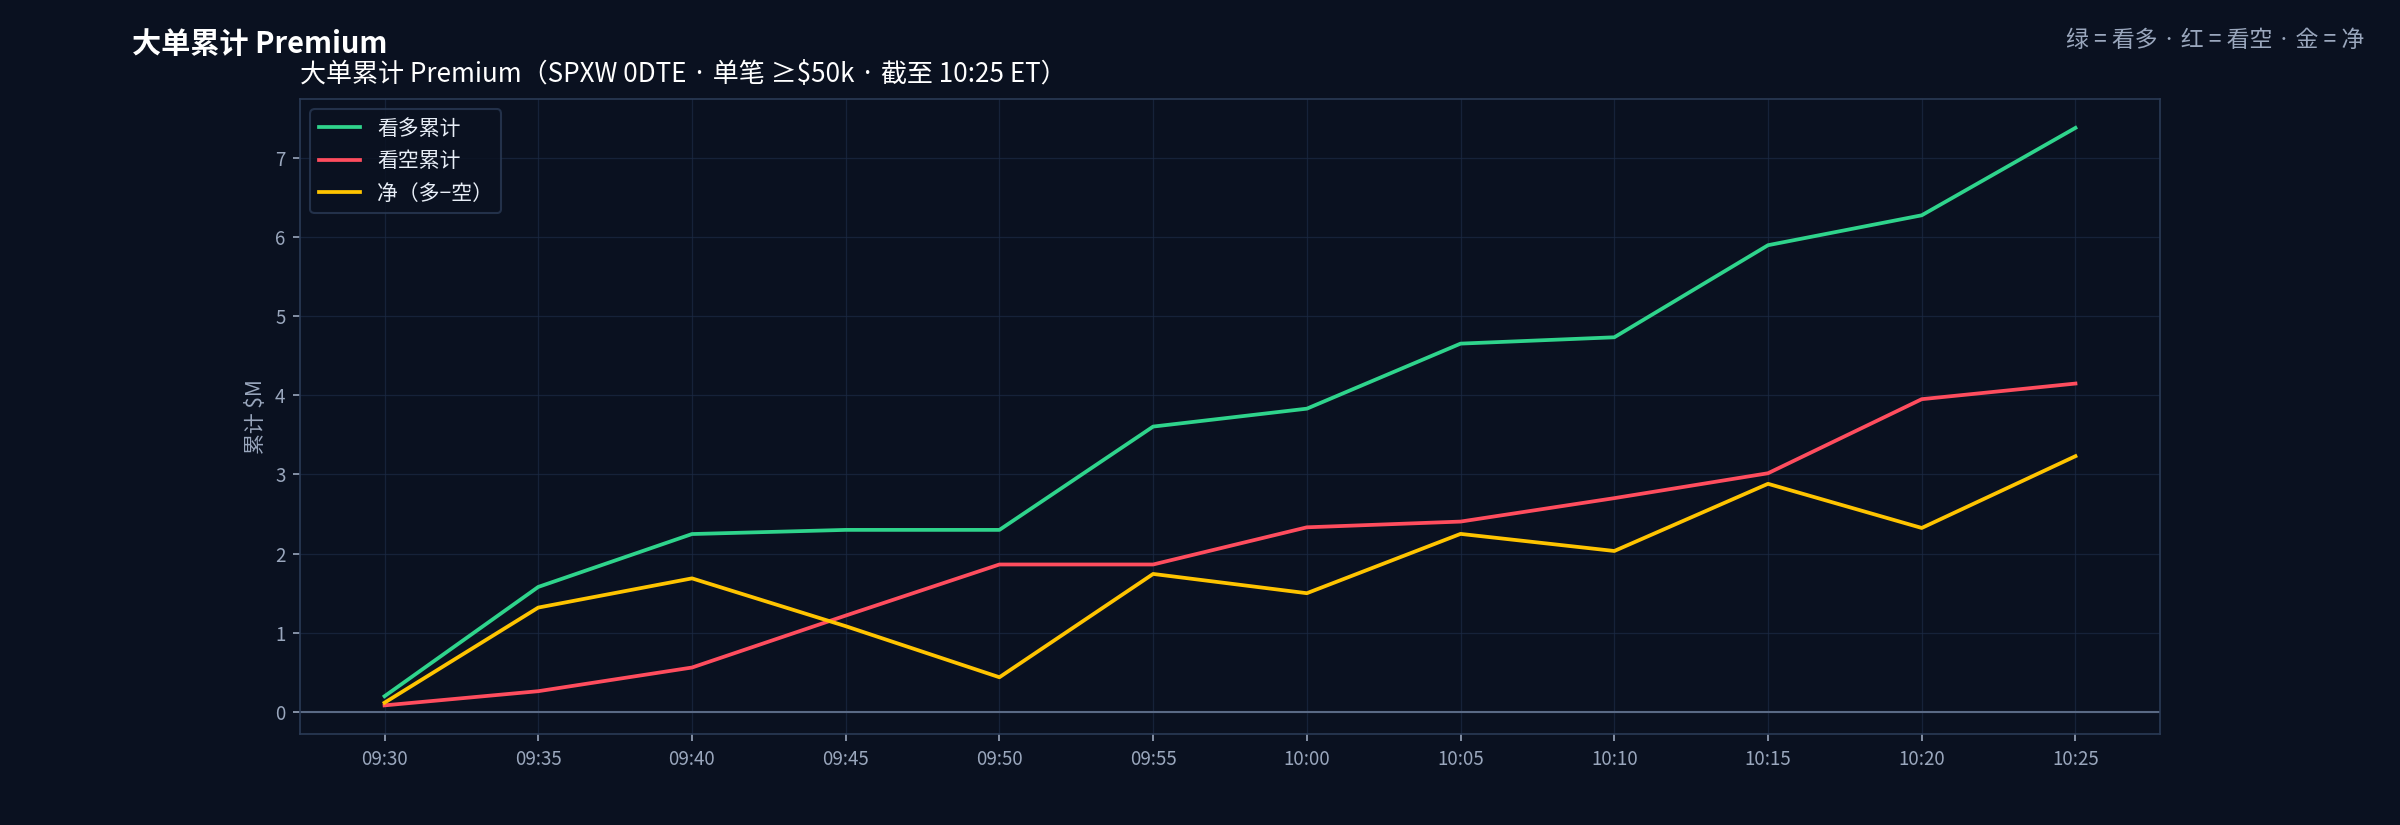 大单累计 Premium
绿 = 看多 · 红 = 看空 · 金 = 净
大单累计 Premium（SPXW 0DTE · 单笔 ≥$50k · 截至 10:25 ET）
看多累计
看空累计
净（多−空）
累计 $M
7
6
5
4
3
2
1
0
09:30 09:35 09:40 09:45 09:50 09:55 10:00 10:05 10:10 10:15 10:20 10:25